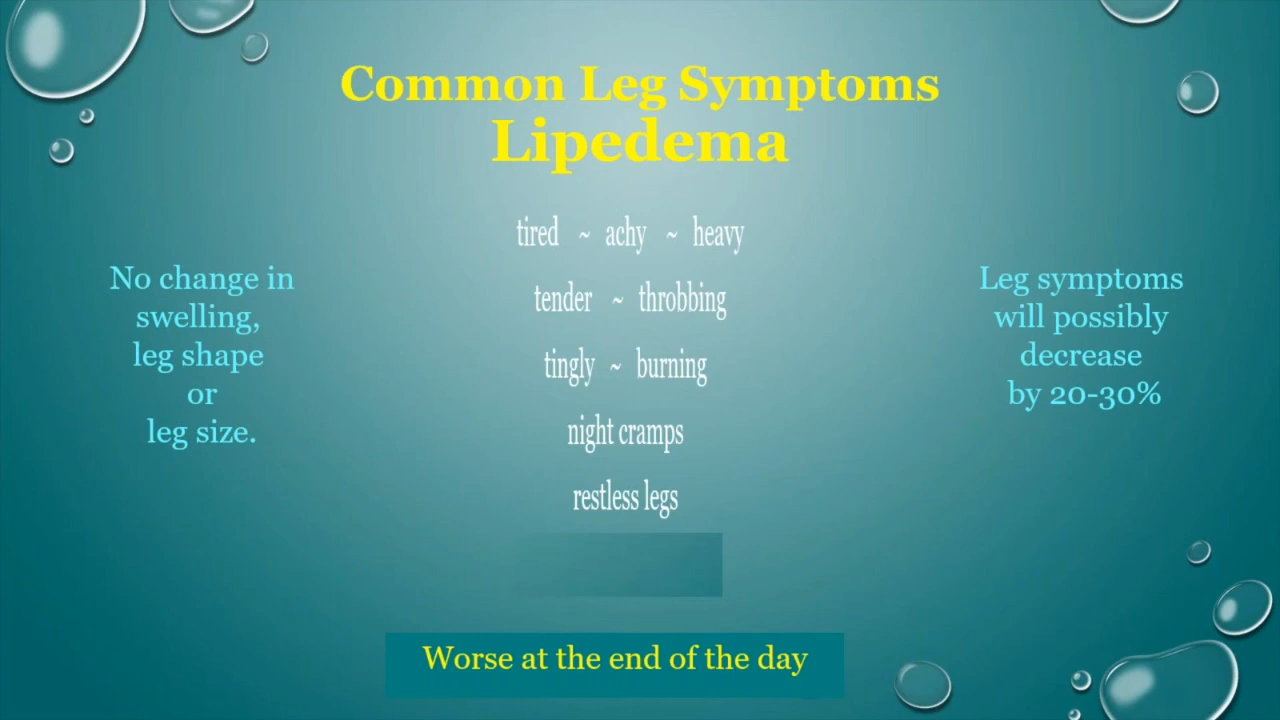 Common Leg Symptoms
Lipedema
tired ~ achy ~ heavy
tender ~ throbbing
tingly ~ burning
night cramps
restless legs
No change in
swelling,
leg shape
or
leg size.
Leg symptoms
will possibly
decrease
by 20-30%
Worse at the end of the day